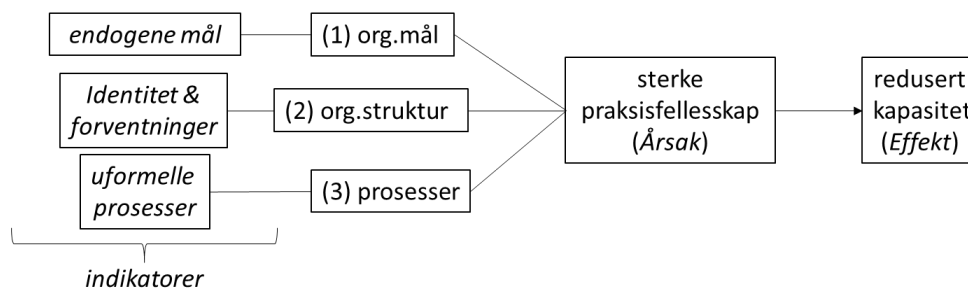 endogene mål
(1) org.mål
Identitet &
forventninger
(2) org.struktur
uformelle
prosesser
(3) prosesser
indikatorer
sterke
praksisfellesskap
(Årsak)
redusert
kapasitet
(Effekt)